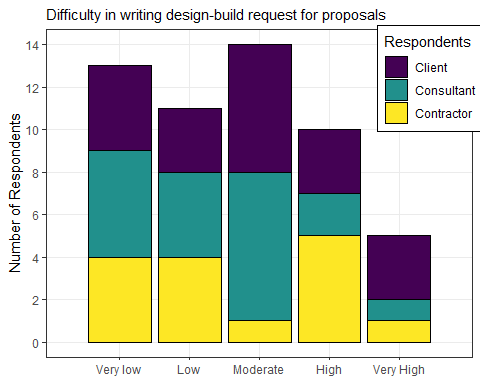 Difficulty in writing design-build request for proposals
Respondents
Client
Consultant
Contractor
Number of Respondents
14
12
10
8
6
4
2
0
Very low
Low
Moderate
High
Very High